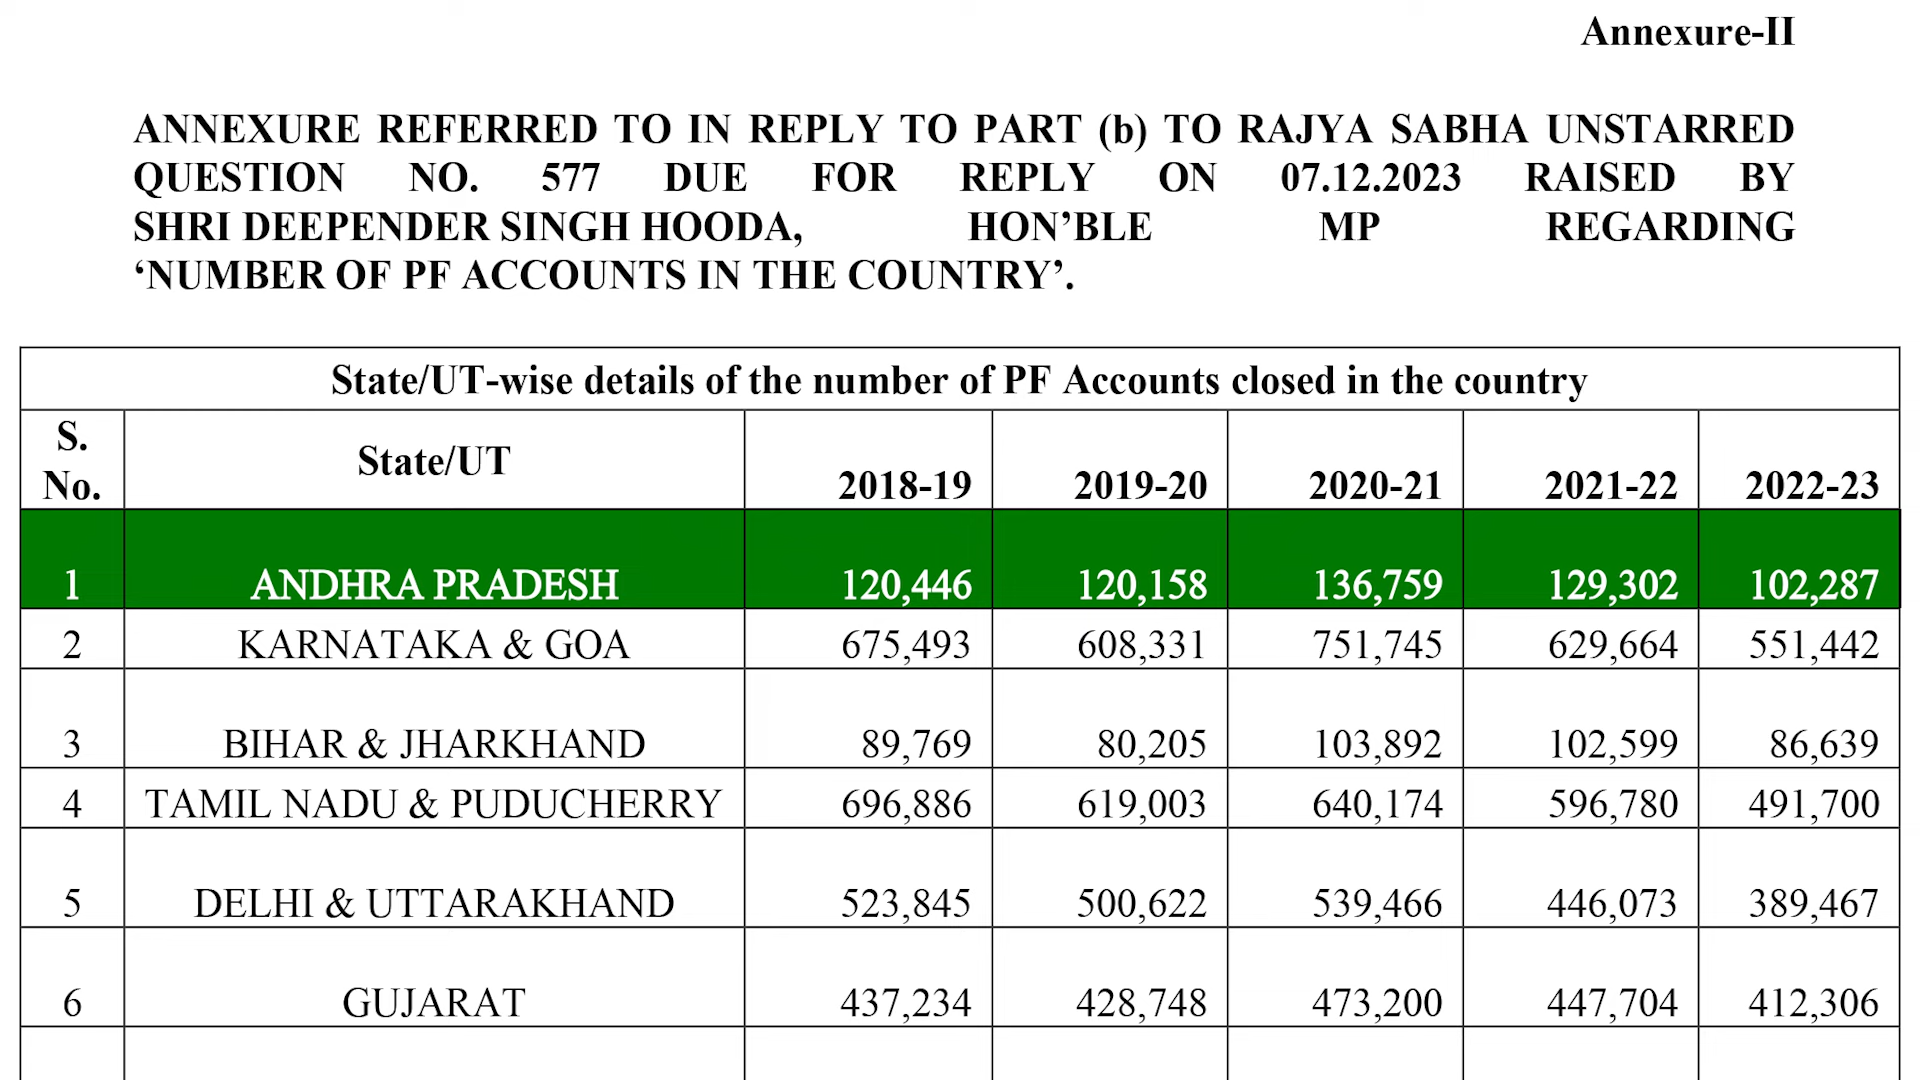 Annexure-II
ANNEXURE REFERRED TO IN REPLY TO PART (b) TO RAJYA SABHA UNSTARRED
QUESTION NO. 577 DUE FOR REPLY ON 07.12.2023 RAISED BY
SHRI DEEPENDER SINGH HOODA, HON’BLE MP REGARDING
‘NUMBER OF PF ACCOUNTS IN THE COUNTRY’.
State/UT-wise details of the number of PF Accounts closed in the country
S. No. State/UT 2018-19 2019-20 2020-21 2021-22 2022-23
1 ANDHRA PRADESH 120,446 120,158 136,759 129,302 102,287
2 KARNATAKA & GOA 675,493 608,331 751,745 629,664 551,442
3 BIHAR & JHARKHAND 89,769 80,205 103,892 102,599 86,639
4 TAMIL NADU & PUDUCHERRY 696,886 619,003 640,174 596,780 491,700
5 DELHI & UTTARAKHAND 523,845 500,622 539,466 446,073 389,467
6 GUJARAT 437,234 428,748 473,200 447,704 412,306